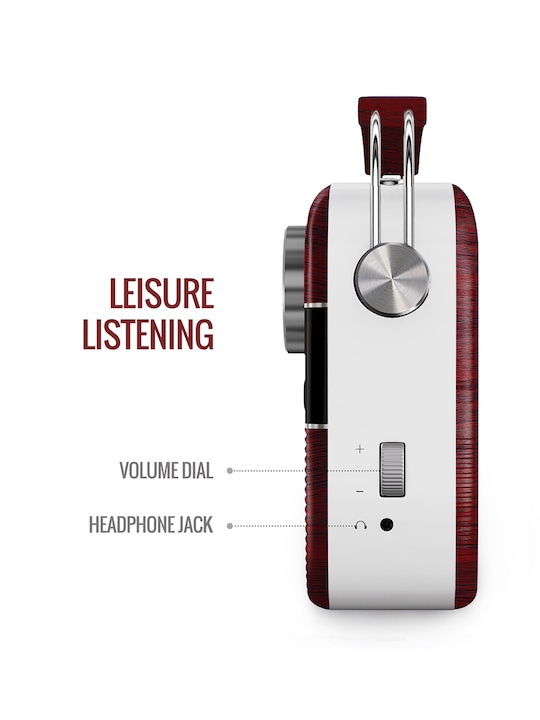 LEISURE
LISTENING
+
VOLUME DIAL
−
HEADPHONE JACK